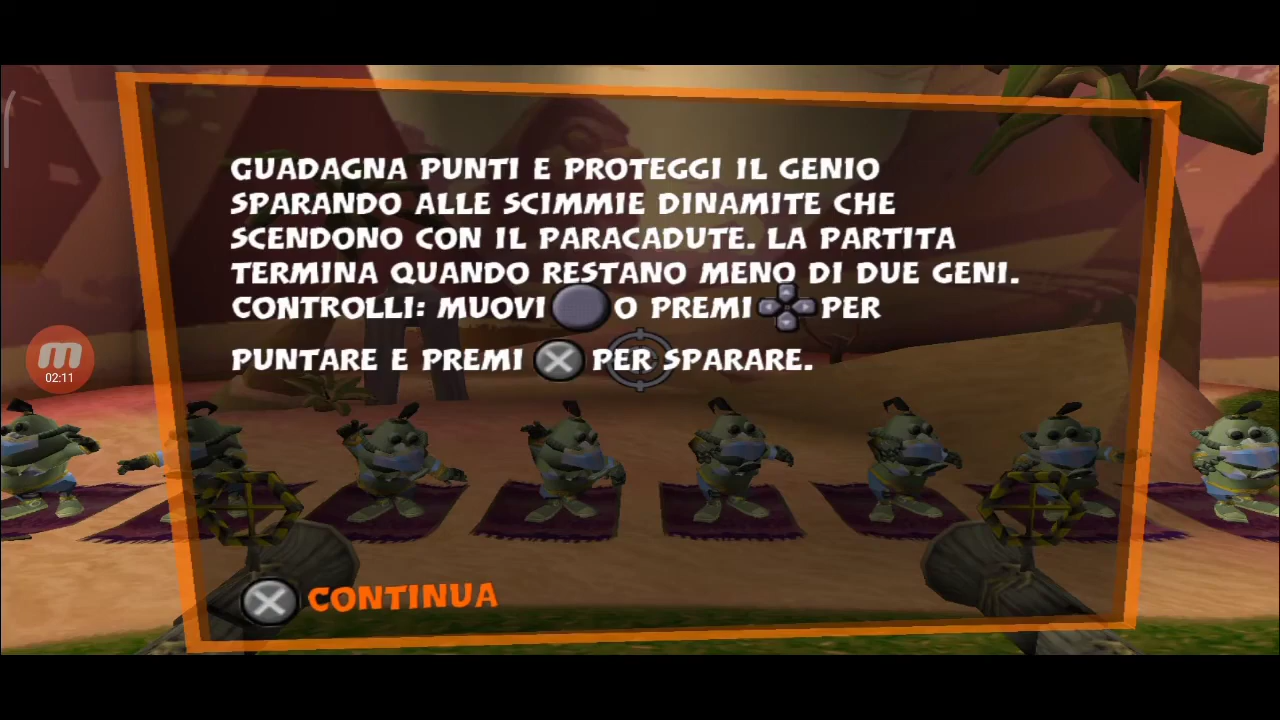 GUADAGNA PUNTI E PROTEGGI IL GENIO
SPARANDO ALLE SCIMMIE DINAMITE CHE
SCENDONO CON IL PARACADUTE. LA PARTITA
TERMINA QUANDO RESTANO MENO DI DUE GENI.
CONTROLLI: MUOVI O PREMI PER
PUNTARE E PREMI PER SPARARE.
02:11
CONTINUA